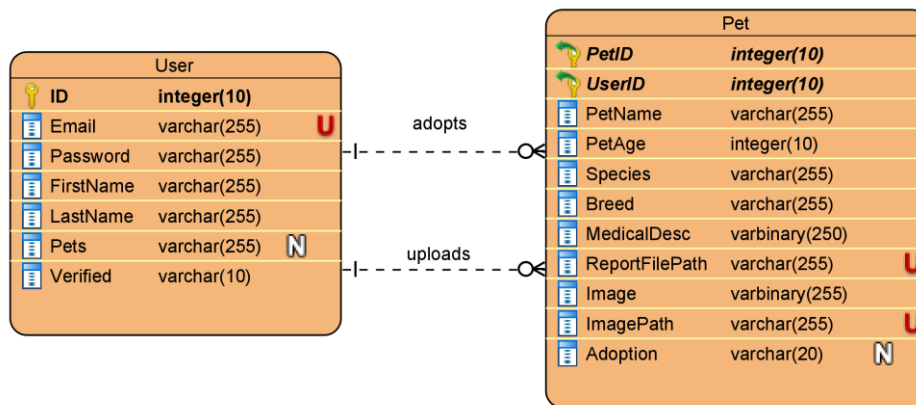 User
ID integer(10)
Email varchar(255) U
Password varchar(255)
FirstName varchar(255)
LastName varchar(255)
Pets varchar(255) N
Verified varchar(10)
adopts
uploads
Pet
PetID integer(10)
UserID integer(10)
PetName varchar(255)
PetAge integer(10)
Species varchar(255)
Breed varchar(255)
MedicalDesc varbinary(250)
ReportFilePath varchar(255) U
Image varbinary(255)
ImagePath varchar(255) U
Adoption varchar(20) N